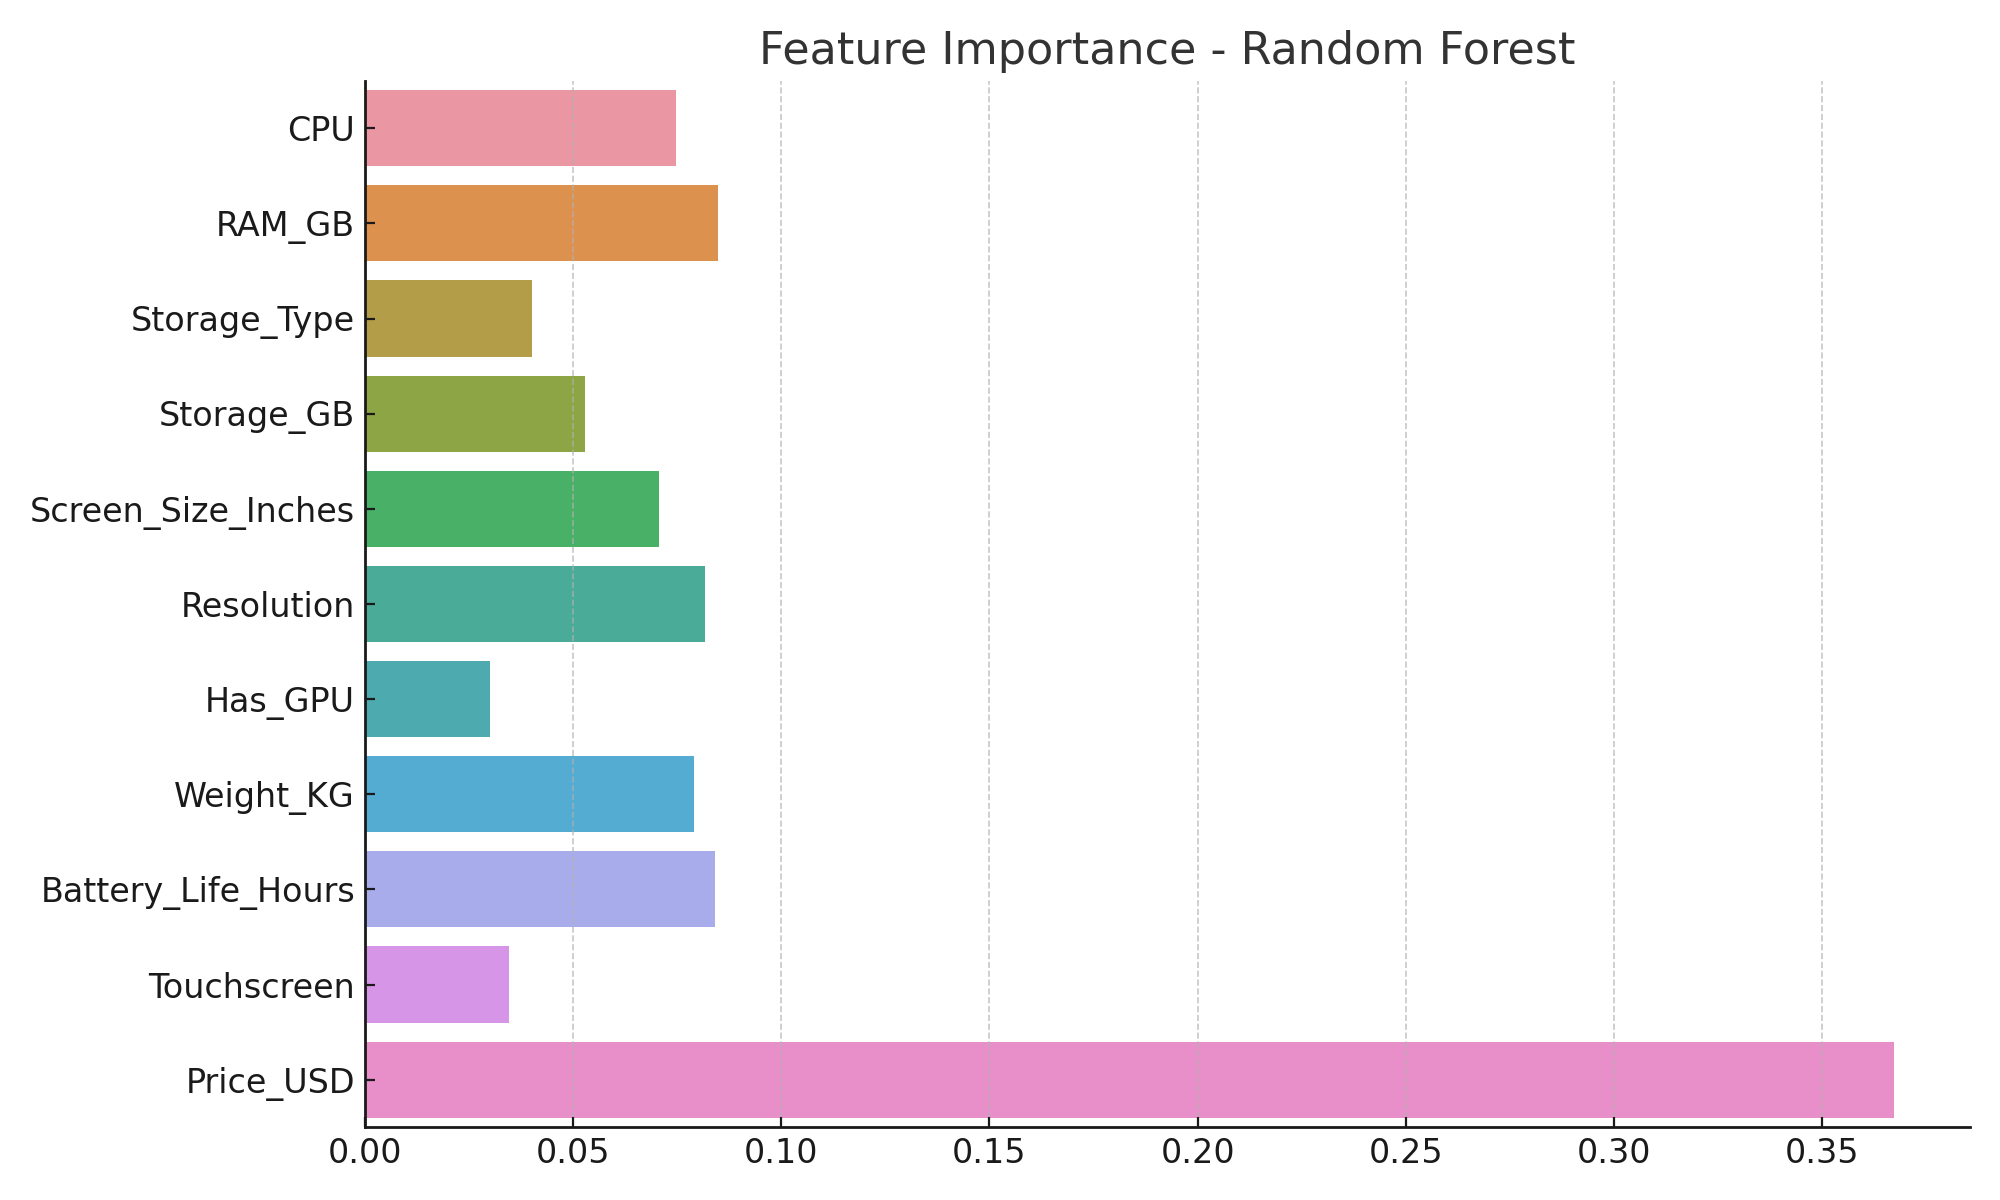 Feature Importance - Random Forest
CPU
RAM_GB
Storage_Type
Storage_GB
Screen_Size_Inches
Resolution
Has_GPU
Weight_KG
Battery_Life_Hours
Touchscreen
Price_USD
0.00 0.05 0.10 0.15 0.20 0.25 0.30 0.35